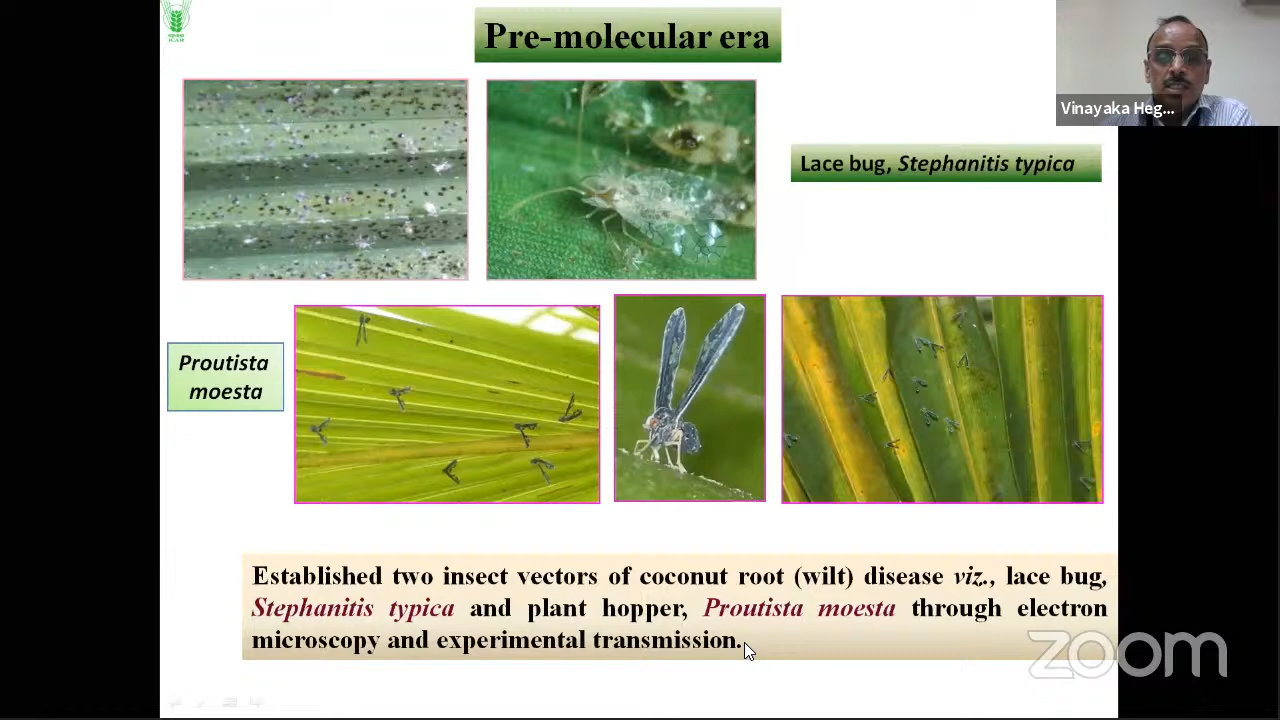 Pre-molecular era
ICAR
Vinayaka Heg...
Lace bug, Stephanitis typica
Proutista
moesta
Established two insect vectors of coconut root (wilt) disease viz., lace bug,
Stephanitis typica and plant hopper, Proutista moesta through electron
microscopy and experimental transmission.
zoom